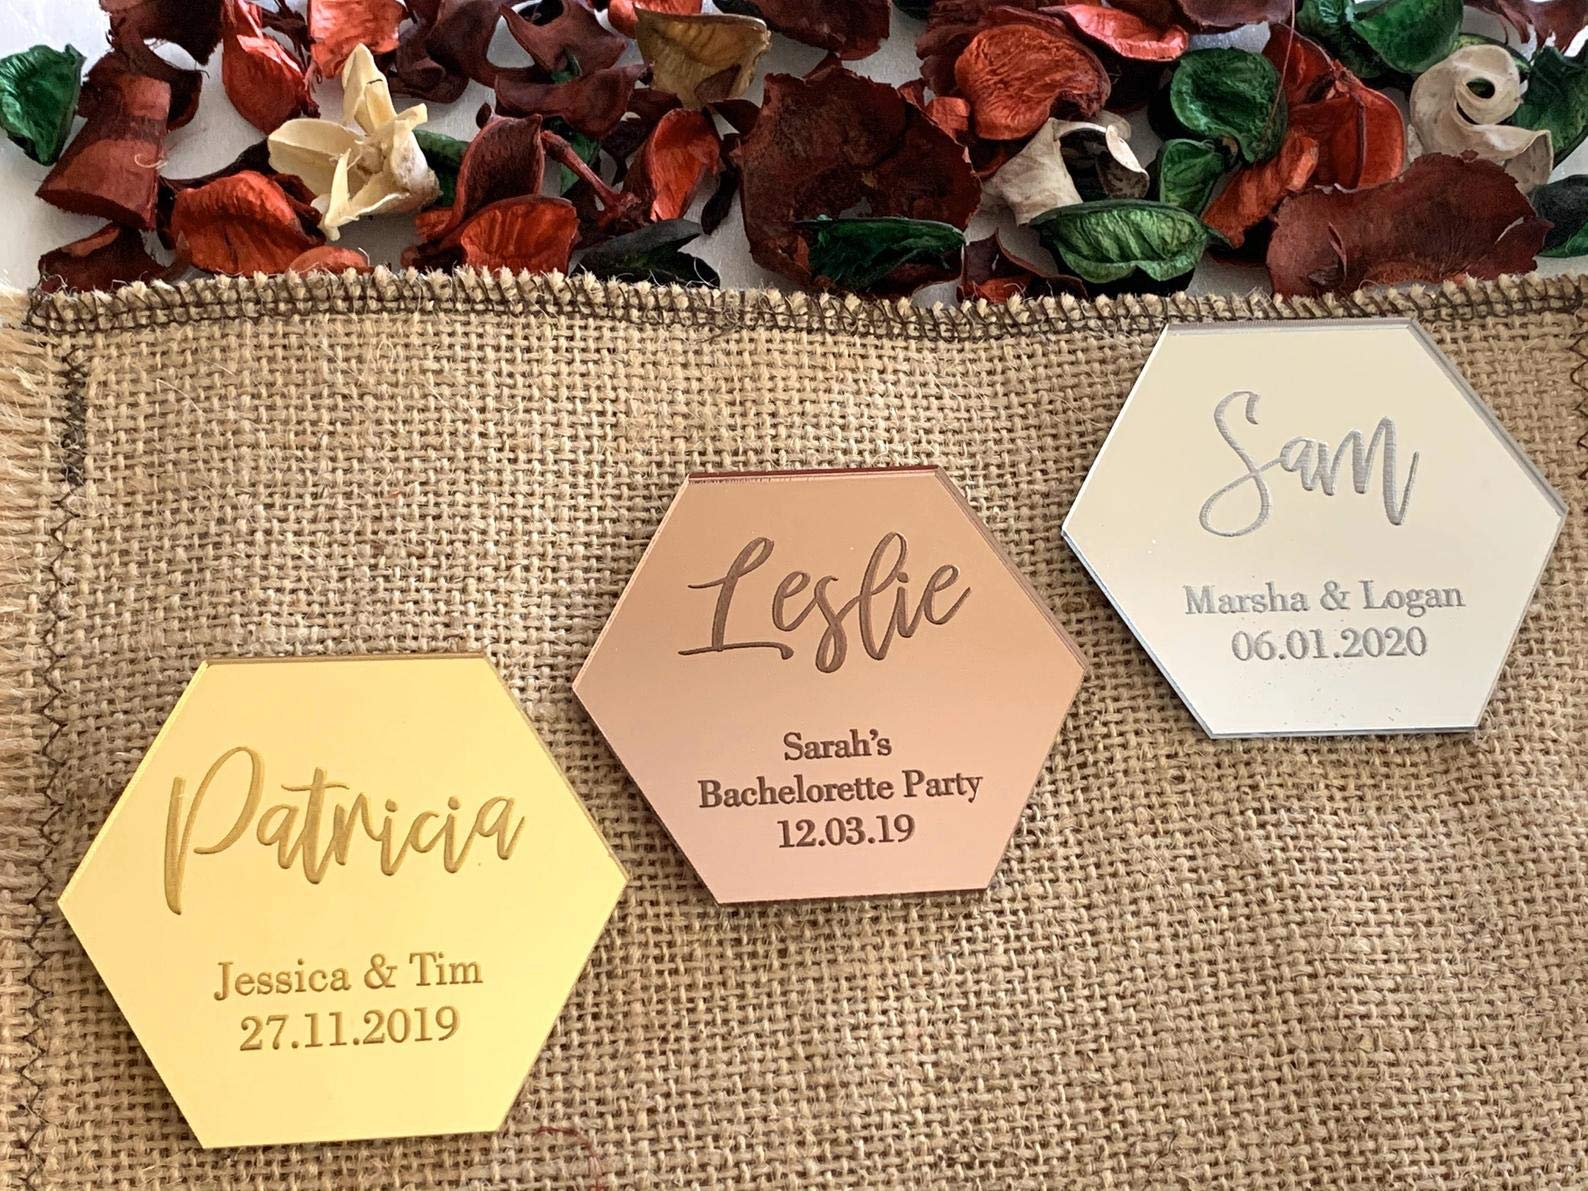 Patricia
Jessica & Tim
27.11.2019
Leslie
Sarah's
Bachelorette Party
12.03.19
Sam
Marsha & Logan
06.01.2020